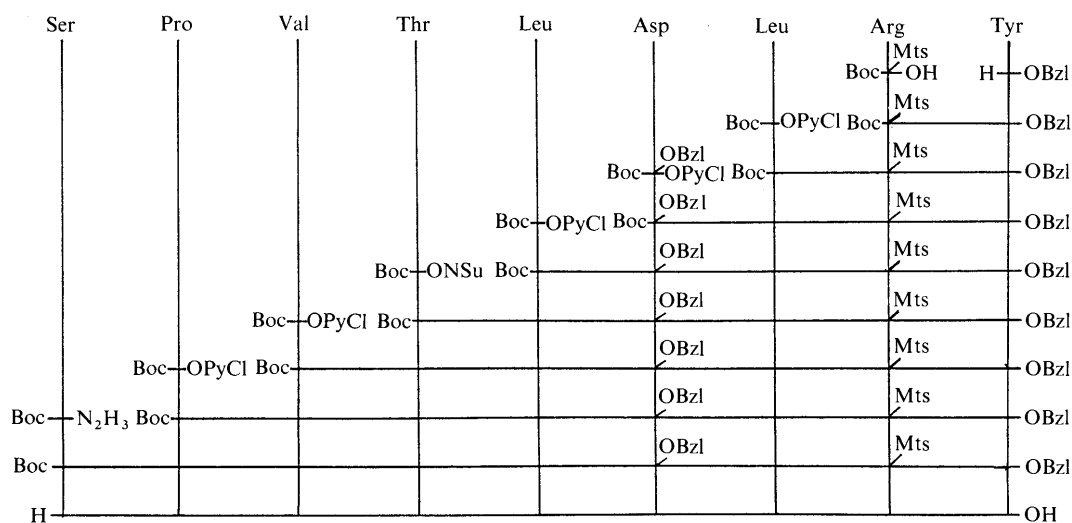 Ser Pro Val Thr Leu Asp Leu Arg Tyr
Mts
Boc OH H OBzl
Mts
Boc OPyCl Boc OBzl
OBzl Mts
Boc OPyCl Boc OBzl
OBzl Mts
Boc OPyCl Boc OBzl
OBzl Mts
Boc ONSu Boc OBzl
OBzl Mts
Boc OPyCl Boc OBzl
OBzl Mts
Boc OPyCl Boc OBzl
OBzl Mts
Boc N₂H₃ Boc OBzl
OBzl Mts
Boc OBzl
H OH